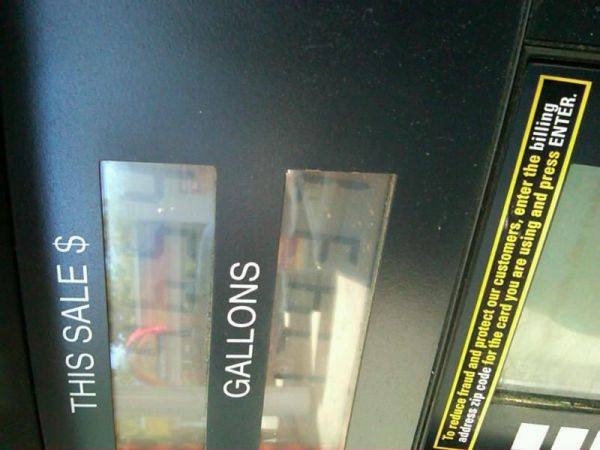 THIS SALE $
GALLONS
To reduce fraud and protect our customers, enter the billing
address zip code for the card you are using and press ENTER.